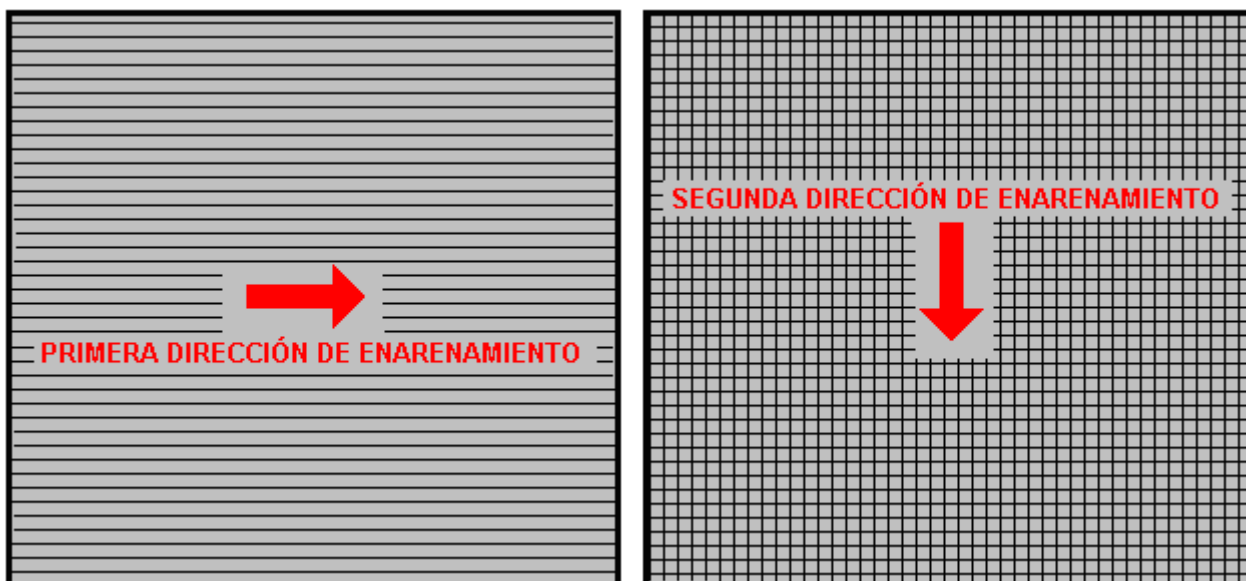 PRIMERA DIRECCIÓN DE ENARENAMIENTO
SEGUNDA DIRECCIÓN DE ENARENAMIENTO